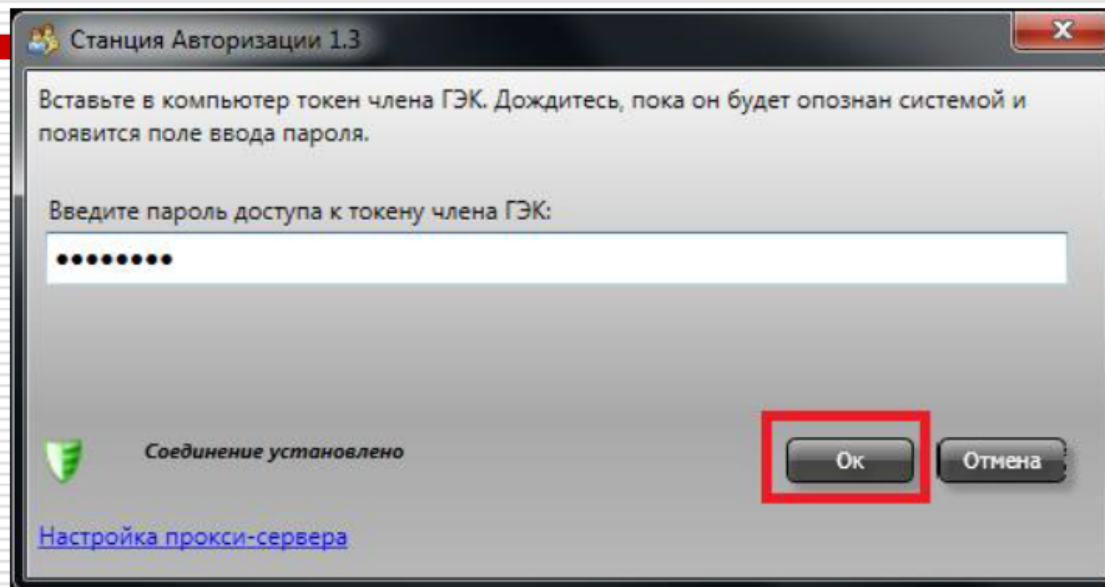 Станция Авторизации 1.3
Вставьте в компьютер токен члена ГЭК. Дождитесь, пока он будет опознан системой и
появится поле ввода пароля.
Введите пароль доступа к токену члена ГЭК:
••••••••
Соединение установлено
Ок
Отмена
Настройка прокси-сервера